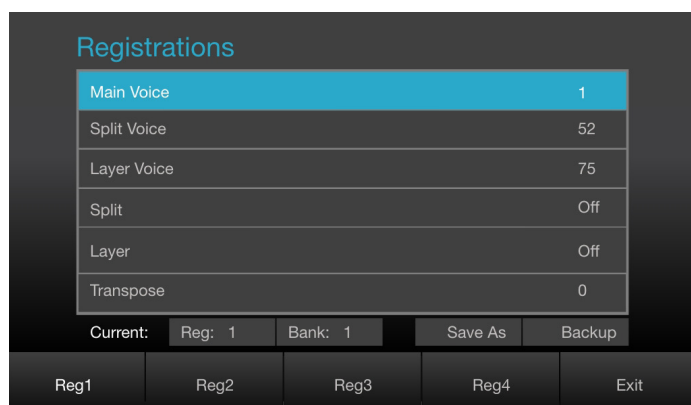 Registrations
Main Voice 1
Split Voice 52
Layer Voice 75
Split Off
Layer Off
Transpose 0
Current: Reg: 1 Bank: 1 Save As Backup
Reg1 Reg2 Reg3 Reg4 Exit